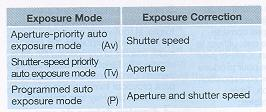 Exposure Mode Exposure Correction
Aperture-priority auto
exposure mode (Av) Shutter speed
Shutter-speed priority
auto exposure mode (Tv) Aperture
Programmed auto
exposure mode (P) Aperture and shutter speed